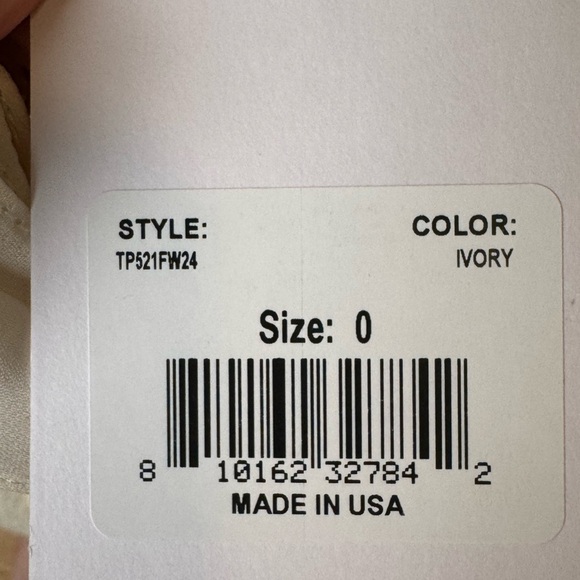 STYLE: COLOR:
TP521FW24 IVORY
Size: 0
8 10162 32784 2
MADE IN USA